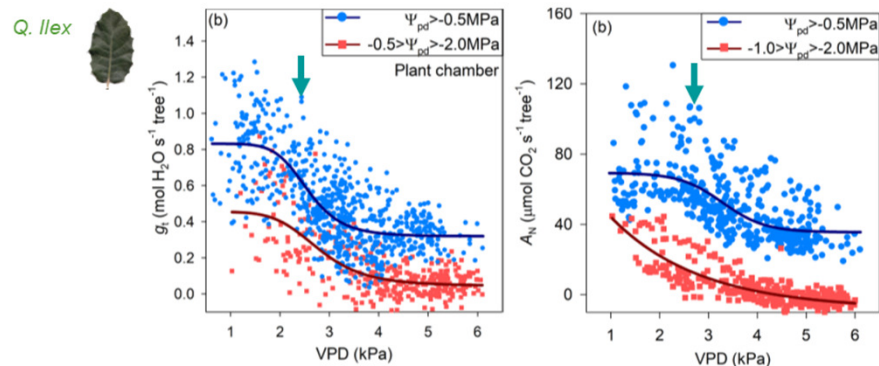 Q. Ilex
(b)
Ψpd>-0.5MPa
-0.5>Ψpd>-2.0MPa
Plant chamber
1.4
1.2
1.0
0.8
0.6
0.4
0.2
0.0
gt (mol H2O s-1 tree-1)
1 2 3 4 5 6
VPD (kPa)
(b)
Ψpd>-0.5MPa
-1.0>Ψpd>-2.0MPa
160
120
80
40
0
AN (μmol CO2 s-1 tree-1)
1 2 3 4 5 6
VPD (kPa)